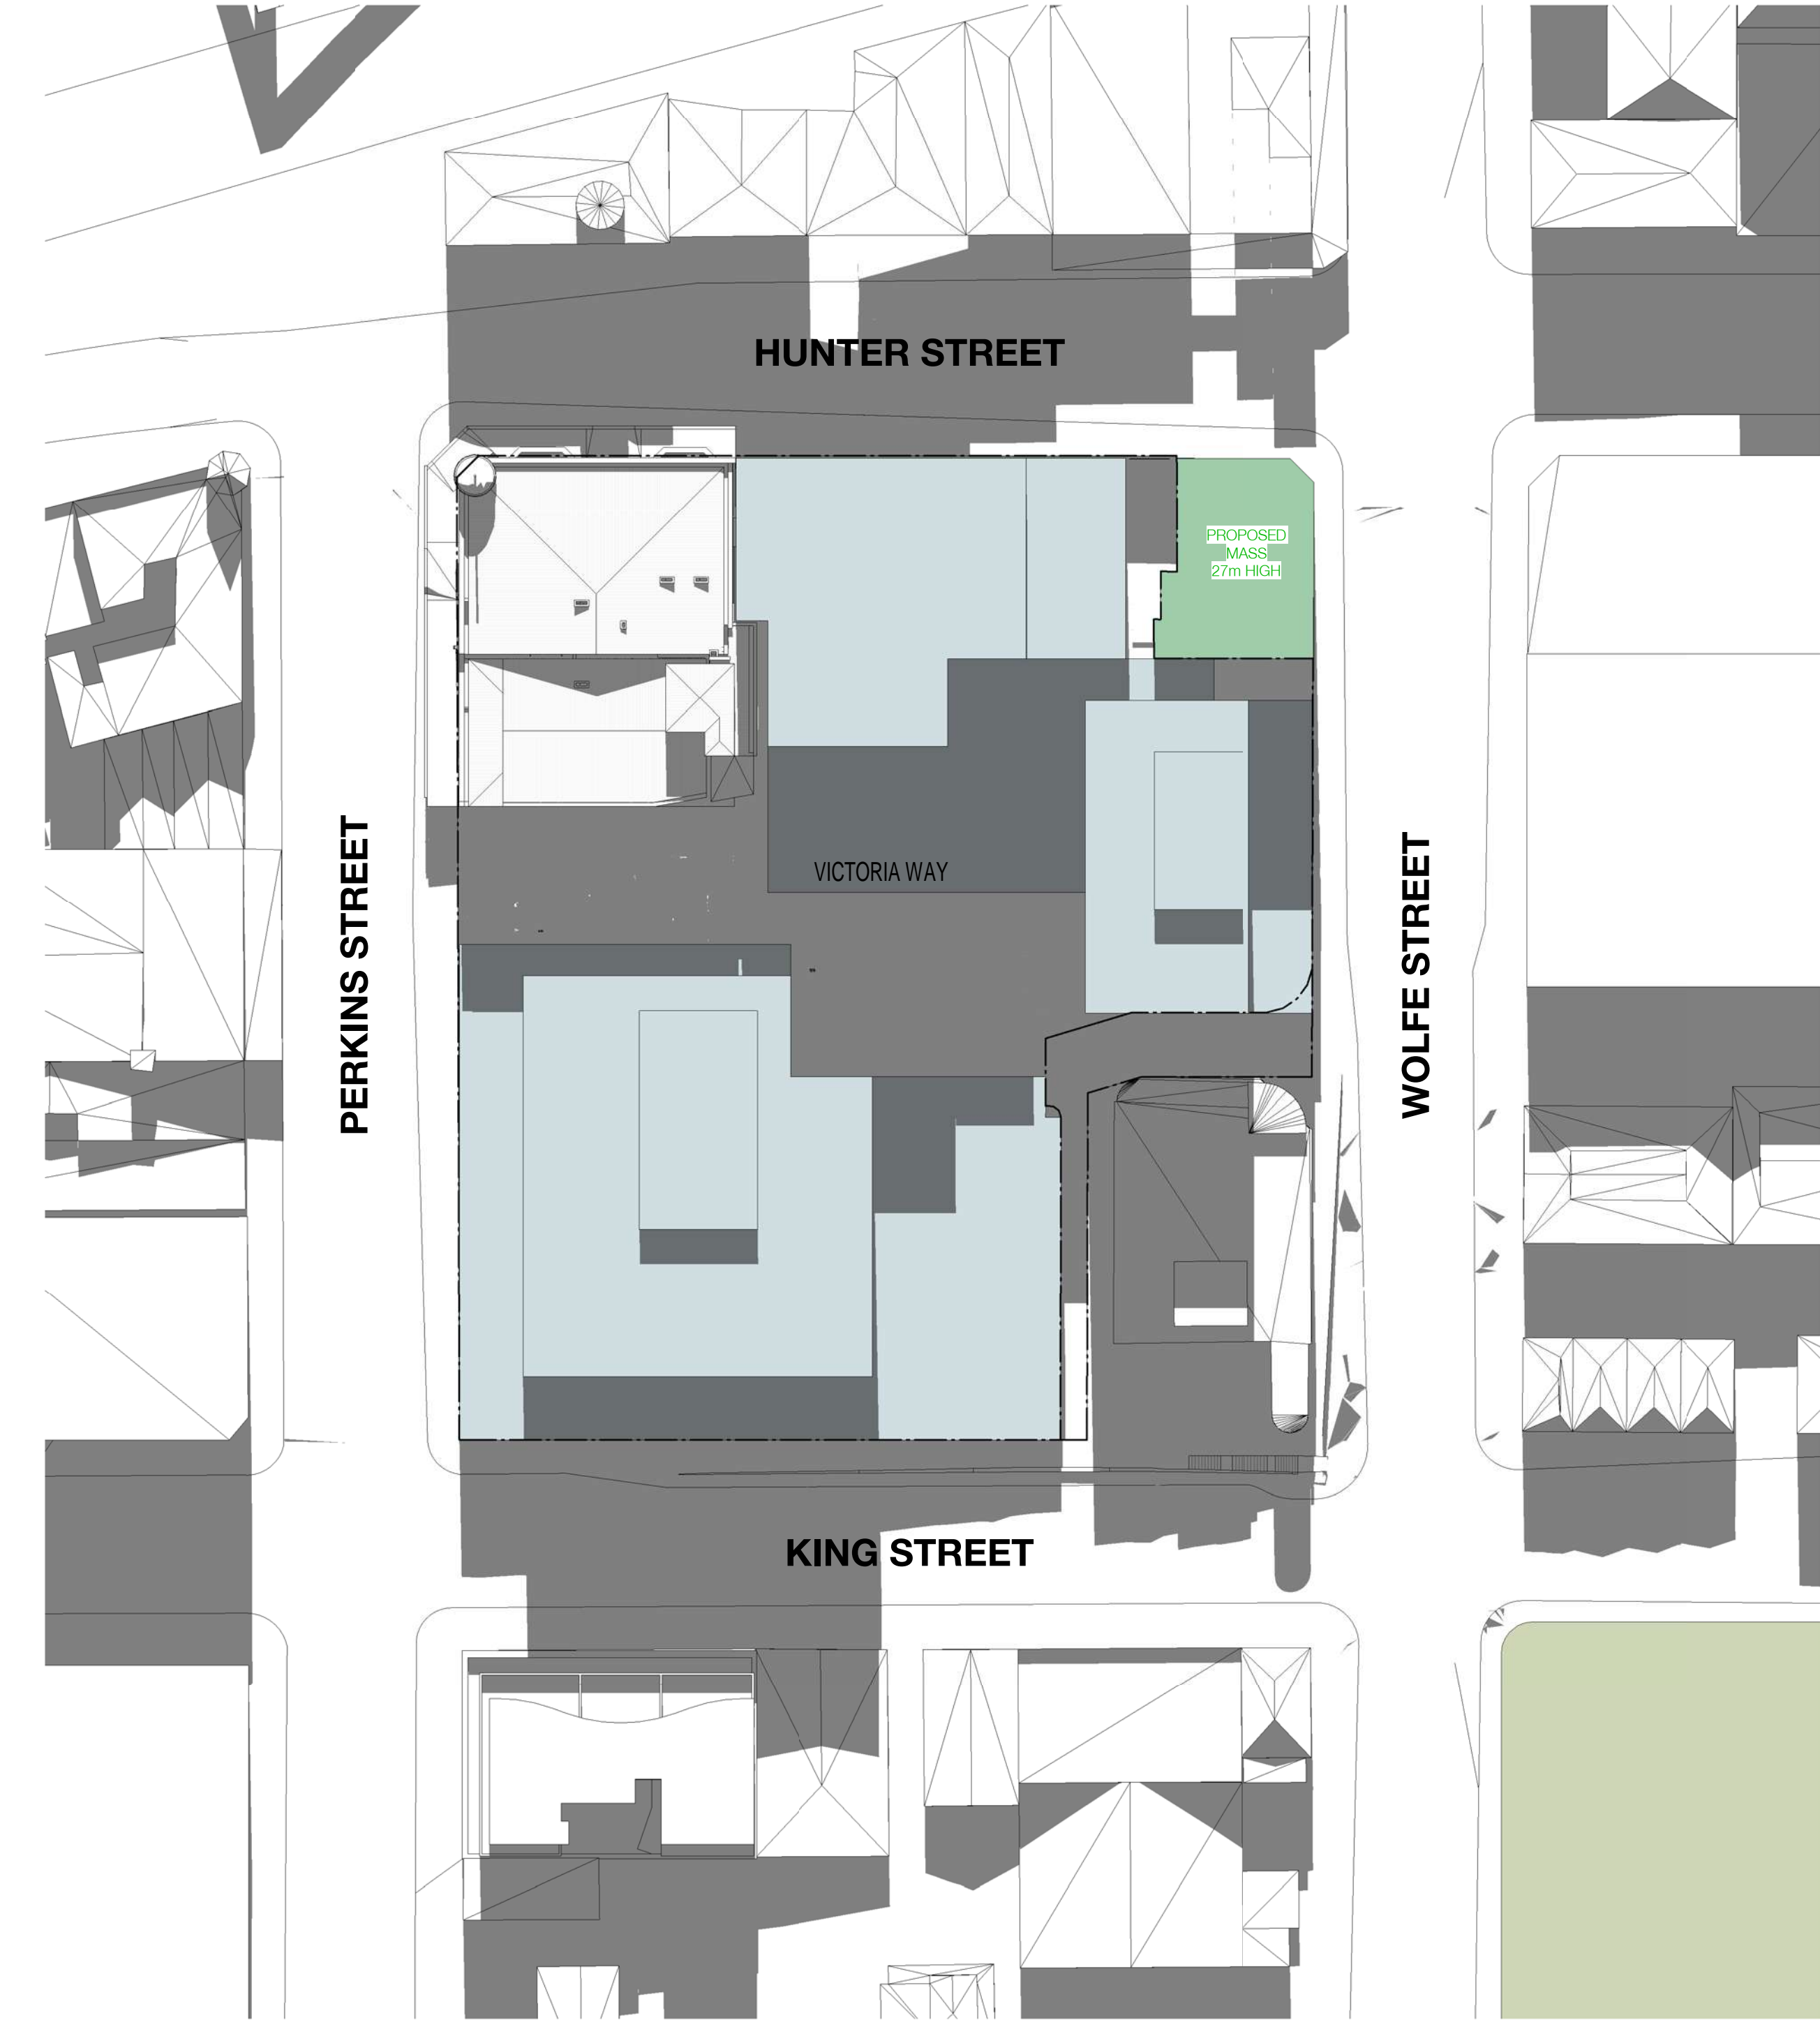 HUNTER STREET
PROPOSED
MASS
27m HIGH
PERKINS STREET
VICTORIA WAY
WOLFE STREET
KING STREET